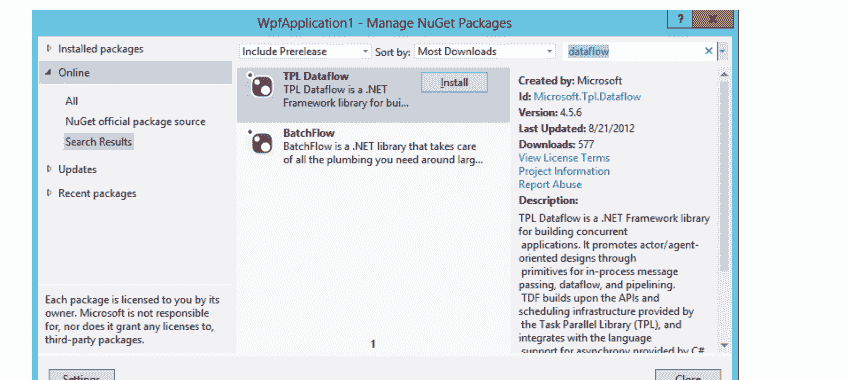 WpfApplication1 - Manage NuGet Packages
?
Installed packages
Online
All
NuGet official package source
Search Results
Updates
Recent packages
Each package is licensed to you by its
owner. Microsoft is not responsible
for, nor does it grant any licenses to,
third-party packages.
Settings
Include Prerelease
Sort by: Most Downloads
TPL Dataflow
TPL Dataflow is a .NET
Framework library for bui...
Install
BatchFlow
BatchFlow is a .NET library that takes care
of all the plumbing you need around larg...
1
dataflow
Created by: Microsoft
Id: Microsoft.Tpl.Dataflow
Version: 4.5.6
Last Updated: 8/21/2012
Downloads: 577
View License Terms
Project Information
Report Abuse
Description:
TPL Dataflow is a .NET Framework library
for building concurrent
applications. It promotes actor/agent-
oriented designs through
primitives for in-process message
passing, dataflow, and pipelining.
TDF builds upon the APIs and
scheduling infrastructure provided by
the Task Parallel Library (TPL), and
integrates with the language
support for asynchrony provided by C#
Close